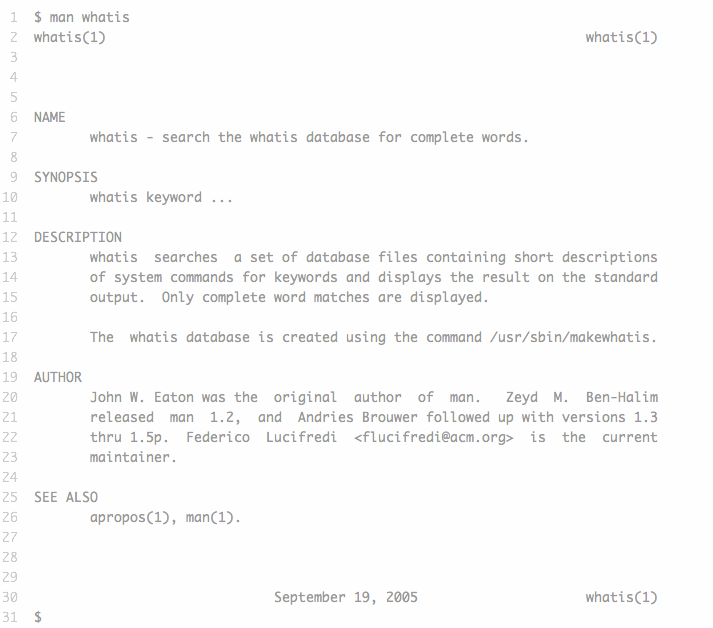 1 $ man whatis
2 whatis(1) whatis(1)
3
4
5
6 NAME
7 whatis - search the whatis database for complete words.
8
9 SYNOPSIS
10 whatis keyword ...
11
12 DESCRIPTION
13 whatis  searches  a set of database files containing short descriptions
14 of system commands for keywords and displays the result on the standard
15 output.  Only complete word matches are displayed.
16
17 The  whatis database is created using the command /usr/sbin/makewhatis.
18
19 AUTHOR
20 John W. Eaton was the  original  author  of  man.   Zeyd  M.  Ben-Halim
21 released  man  1.2,  and  Andries Brouwer followed up with versions 1.3
22 thru 1.5p.  Federico  Lucifredi  <flucifredi@acm.org>  is  the  current
23 maintainer.
24
25 SEE ALSO
26 apropos(1), man(1).
27
28
29
30 September 19, 2005 whatis(1)
31 $